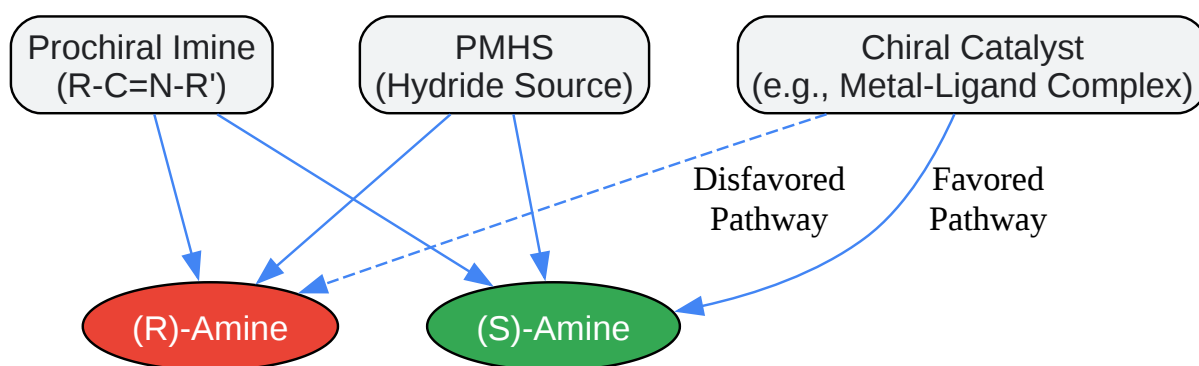 Prochiral Imine
(R-C=N-R')
PMHS
(Hydride Source)
Chiral Catalyst
(e.g., Metal-Ligand Complex)
Disfavored
Pathway
Favored
Pathway
(R)-Amine
(S)-Amine